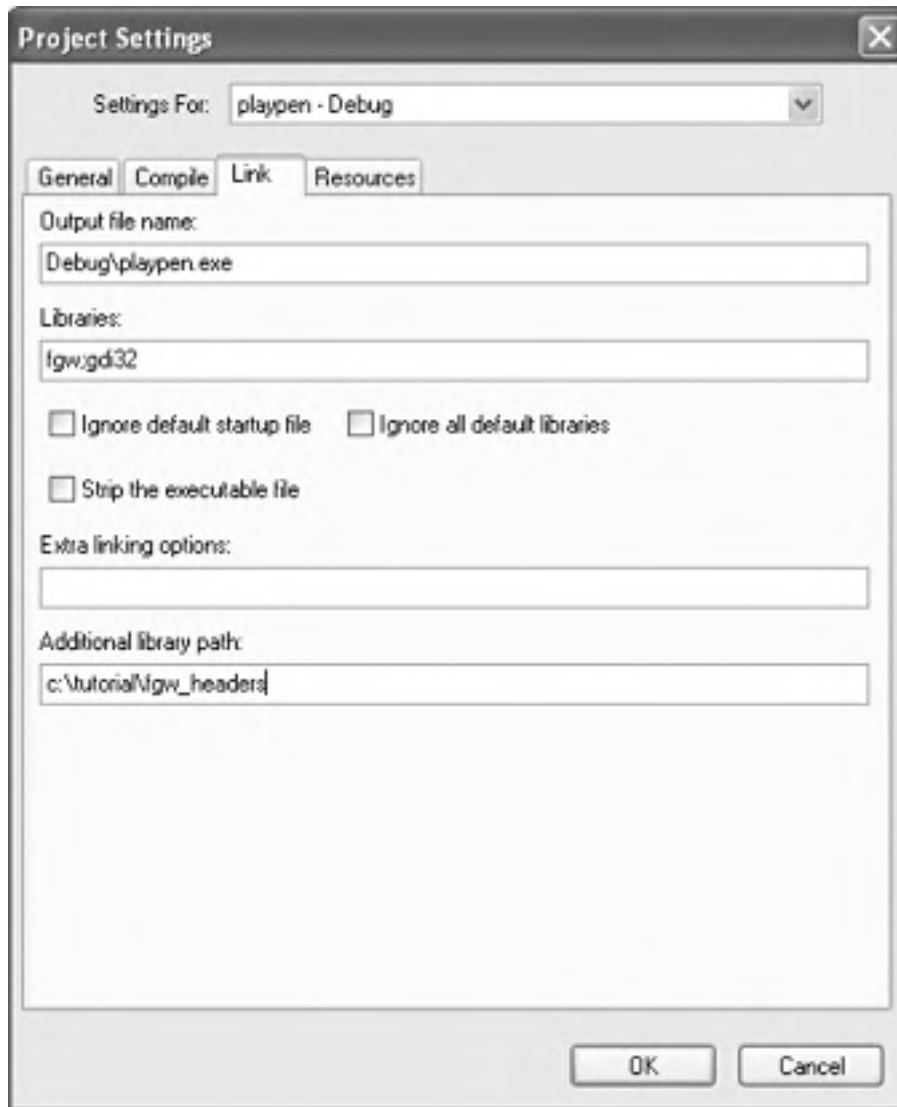 Project Settings
Settings For: playpen - Debug
General Compile Link Resources
Output file name:
Debug\playpen.exe
Libraries:
fgw;gdi32
Ignore default startup file Ignore all default libraries
Strip the executable file
Extra linking options:
Additional library path:
c:\tutorial\fgw_headers
OK Cancel